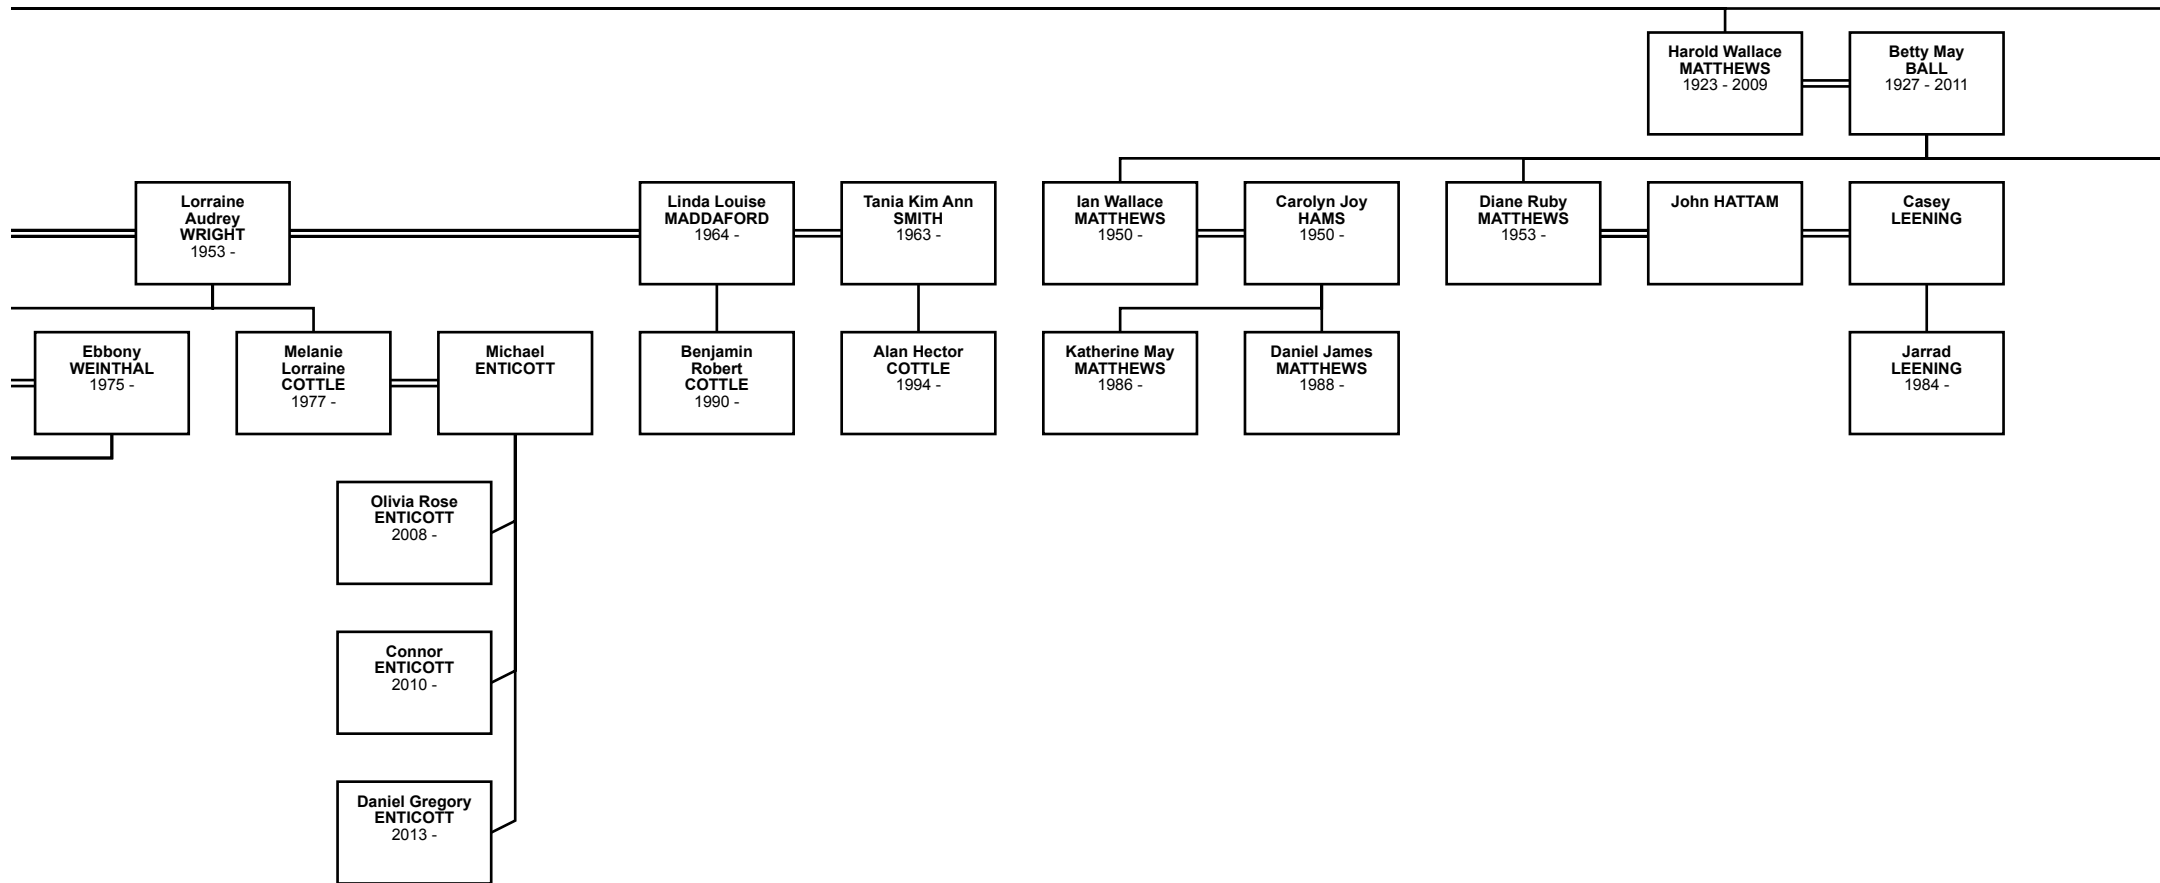 Harold Wallace
MATTHEWS
1923 - 2009
Betty May
BALL
1927 - 2011
Lorraine
Audrey
WRIGHT
1953 -
Linda Louise
MADDAFORD
1964 -
Tania Kim Ann
SMITH
1963 -
Ian Wallace
MATTHEWS
1950 -
Carolyn Joy
HAMS
1950 -
Diane Ruby
MATTHEWS
1953 -
John HATTAM
Casey
LEENING
Ebbony
WEINTHAL
1975 -
Melanie
Lorraine
COTTLE
1977 -
Michael
ENTICOTT
Benjamin
Robert
COTTLE
1990 -
Alan Hector
COTTLE
1994 -
Katherine May
MATTHEWS
1986 -
Daniel James
MATTHEWS
1988 -
Jarrad
LEENING
1984 -
Olivia Rose
ENTICOTT
2008 -
Connor
ENTICOTT
2010 -
Daniel Gregory
ENTICOTT
2013 -